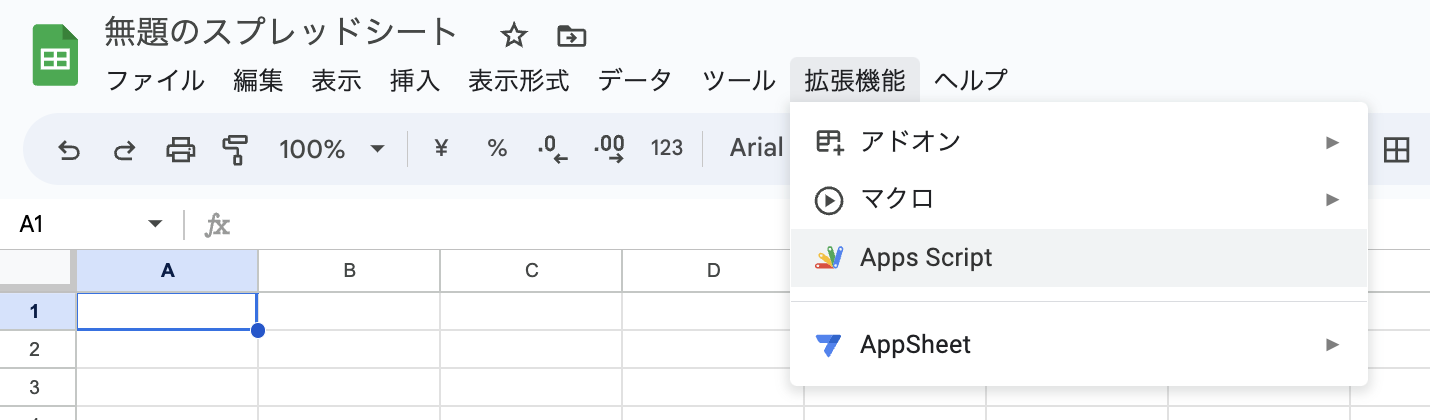 無題のスプレッドシート
ファイル 編集 表示 挿入 表示形式 データ ツール 拡張機能 ヘルプ
100% ¥ % .0 .00 123 Arial
アドオン
マクロ
Apps Script
AppSheet
A1 fx
A B C D
1
2
3